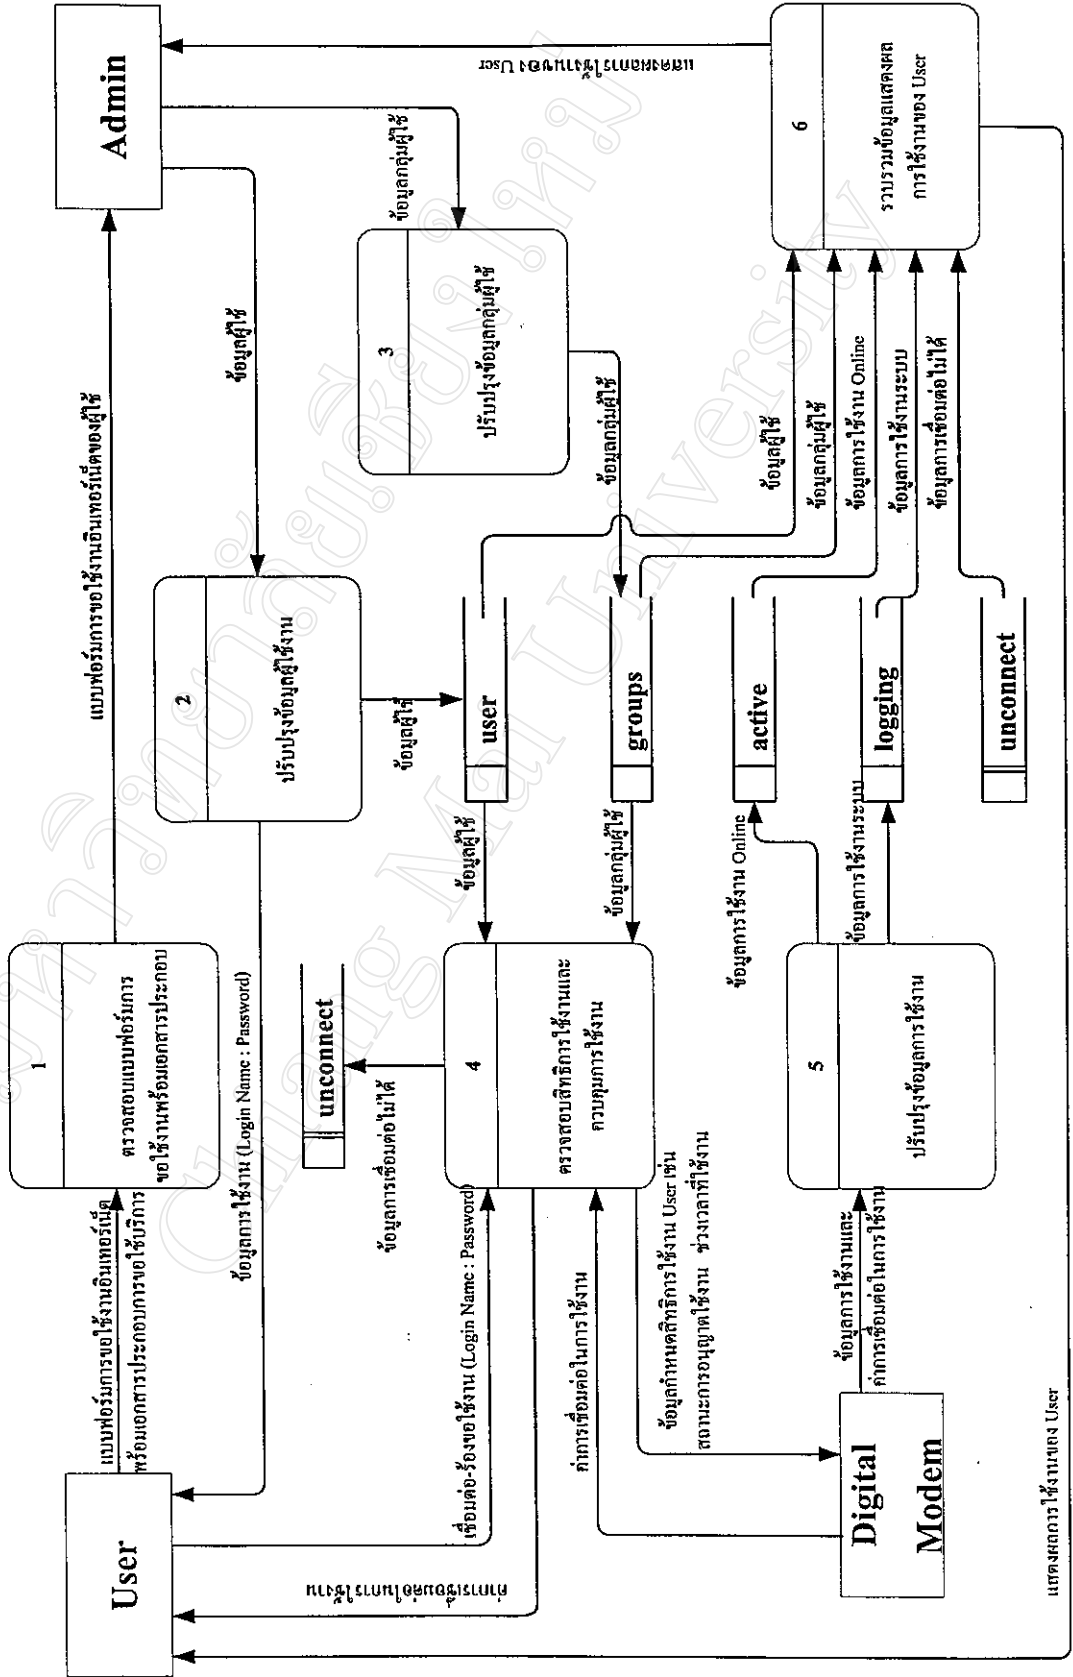 User
แบบฟอร์มการขอใช้งานอินเทอร์เน็ต
พร้อมเอกสารประกอบการขอใช้บริการ
1
ตรวจสอบแบบฟอร์มการ
ขอใช้งานพร้อมเอกสารประกอบ
แบบฟอร์มการขอใช้งานอินเทอร์เน็ตของผู้ใช้
Admin
ข้อมูลการใช้งาน (Login Name : Password)
2
ปรับปรุงข้อมูลผู้ใช้งาน
ข้อมูลผู้ใช้
ข้อมูลผู้ใช้
ข้อมูลกลุ่มผู้ใช้
3
ปรับปรุงข้อมูลกลุ่มผู้ใช้
ข้อมูลกลุ่มผู้ใช้
แสดงผลการใช้งานของ User
unconnect
ข้อมูลการเชื่อมต่อไม่ได้
เชื่อมต่อ-ร้องขอใช้งาน (Login Name : Password)
ค่าการเชื่อมต่อในการใช้งาน
4
ตรวจสอบสิทธิการใช้งานและ
ควบคุมการใช้งาน
ข้อมูลผู้ใช้
user
ข้อมูลกลุ่มผู้ใช้
groups
ค่าการเชื่อมต่อในการใช้งาน
ข้อมูลกำหนดสิทธิการใช้งาน User เช่น
สถานะการอนุญาตใช้งาน ช่วงเวลาที่ใช้งาน
Digital
Modem
ข้อมูลการใช้งานและ
ค่าการเชื่อมต่อในการใช้งาน
5
ปรับปรุงข้อมูลการใช้งาน
ข้อมูลการใช้งาน Online
active
ข้อมูลการใช้งานระบบ
logging
unconnect
ข้อมูลผู้ใช้
ข้อมูลกลุ่มผู้ใช้
ข้อมูลการใช้งาน Online
ข้อมูลการใช้งานระบบ
ข้อมูลการเชื่อมต่อไม่ได้
6
รวบรวมข้อมูลแสดงผล
การใช้งานของ User
แสดงผลการใช้งานของ User
มหาวิทยาลัยเชียงใหม่
Chiang Mai University